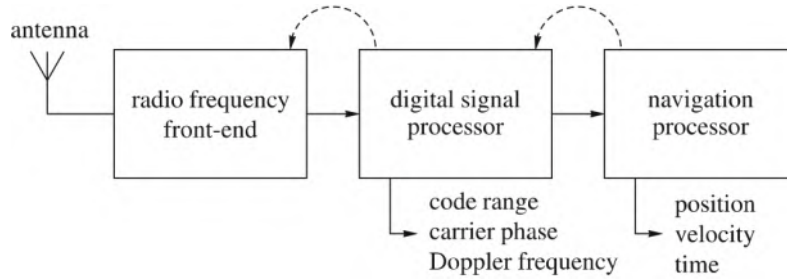 antenna
radio frequency
front-end
digital signal
processor
navigation
processor
code range
carrier phase
Doppler frequency
position
velocity
time